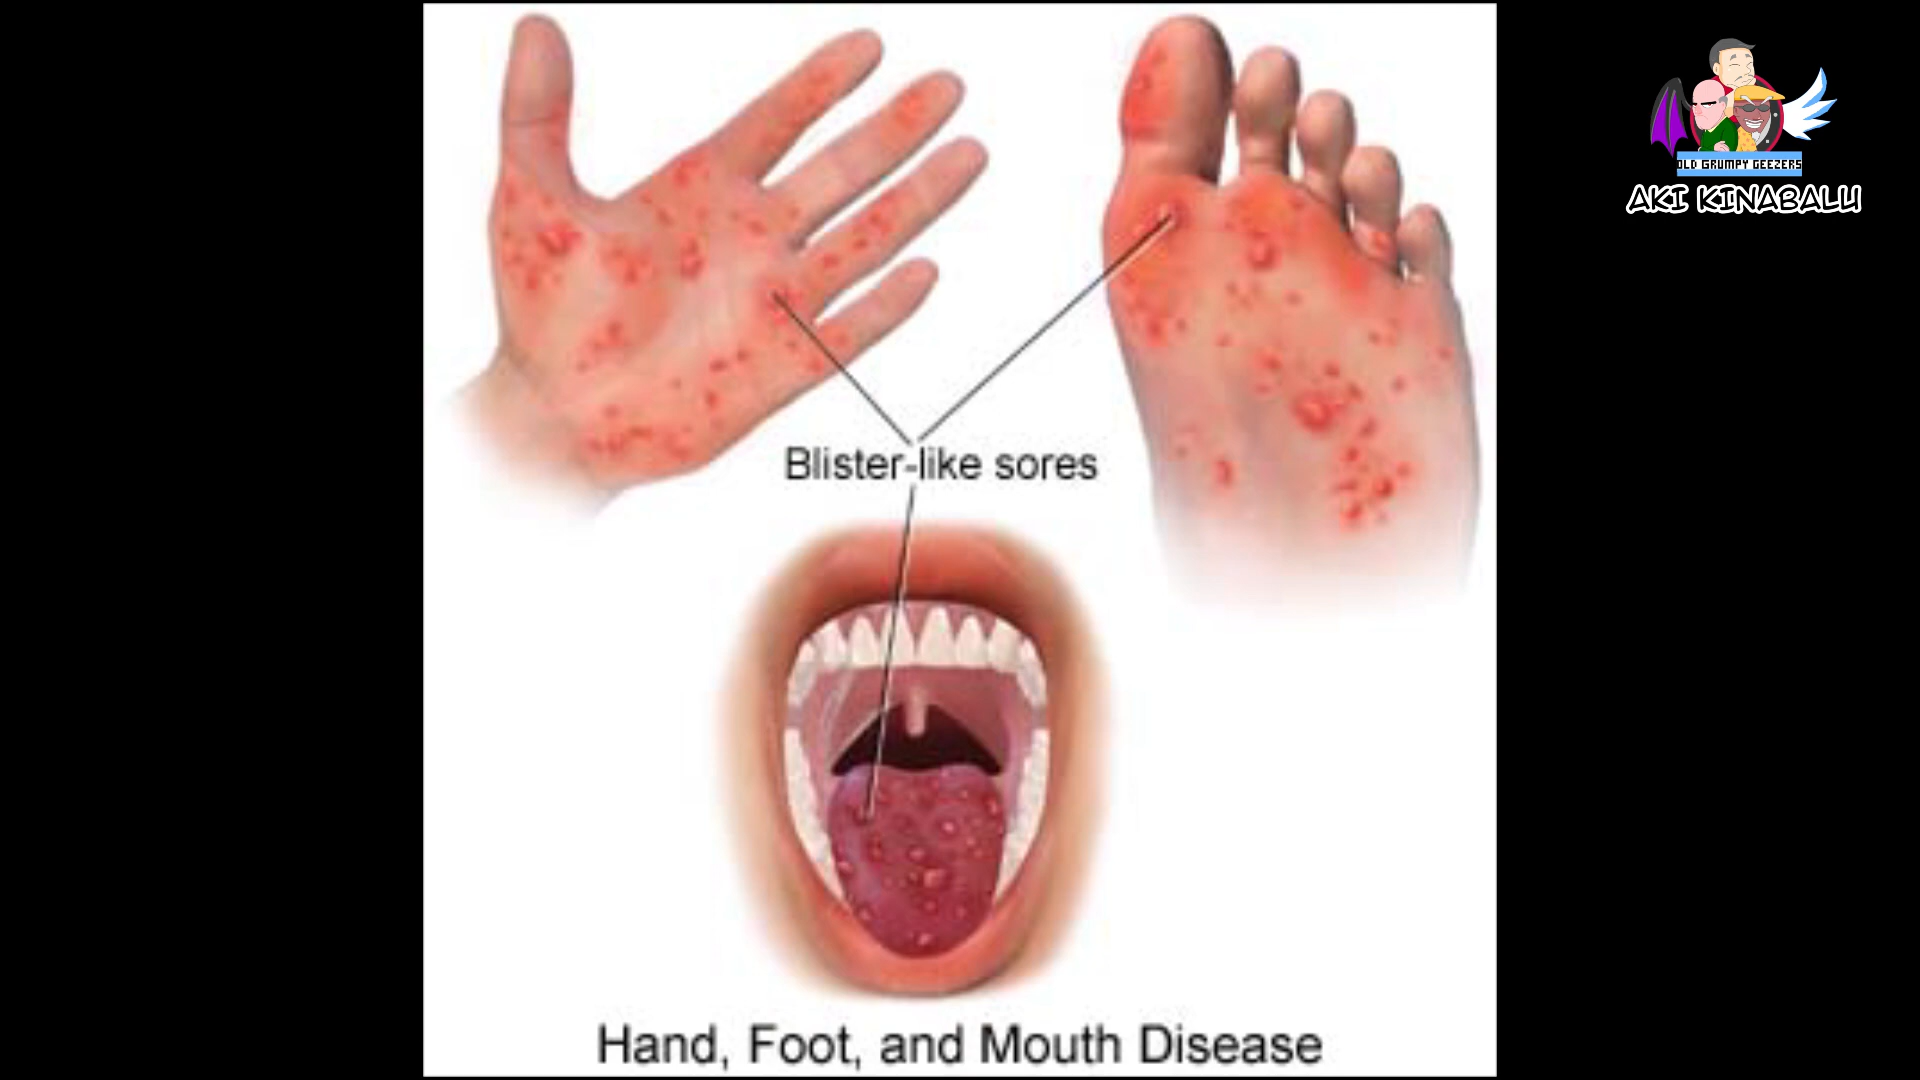 OLD GRUMPY GEEZERS
AKI KINABALU
Blister-like sores
Hand, Foot, and Mouth Disease